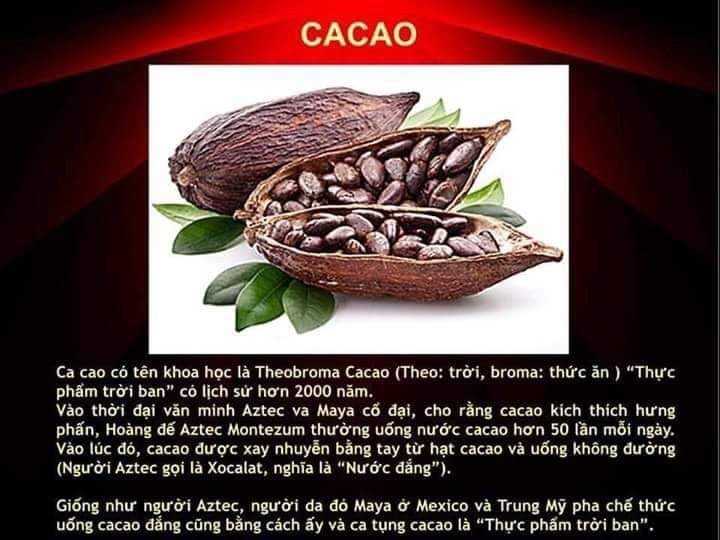 CACAO
Ca cao có tên khoa học là Theobroma Cacao (Theo: trời, broma: thức ăn ) “Thực
phẩm trời ban” có lịch sử hơn 2000 năm.
Vào thời đại văn minh Aztec va Maya cổ đại, cho rằng cacao kich thích hưng
phấn, Hoàng đế Aztec Montezum thường uống nước cacao hơn 50 lần mỗi ngày.
Vào lúc đó, cacao được xay nhuyễn bằng tay từ hạt cacao và uống không đường
(Người Aztec gọi là Xocalat, nghĩa là “Nước đắng”).
Giống như người Aztec, người da đỏ Maya ở Mexico và Trung Mỹ pha chế thức
uống cacao đắng cũng bằng cách ấy và ca tụng cacao là “Thực phẩm trời ban”.